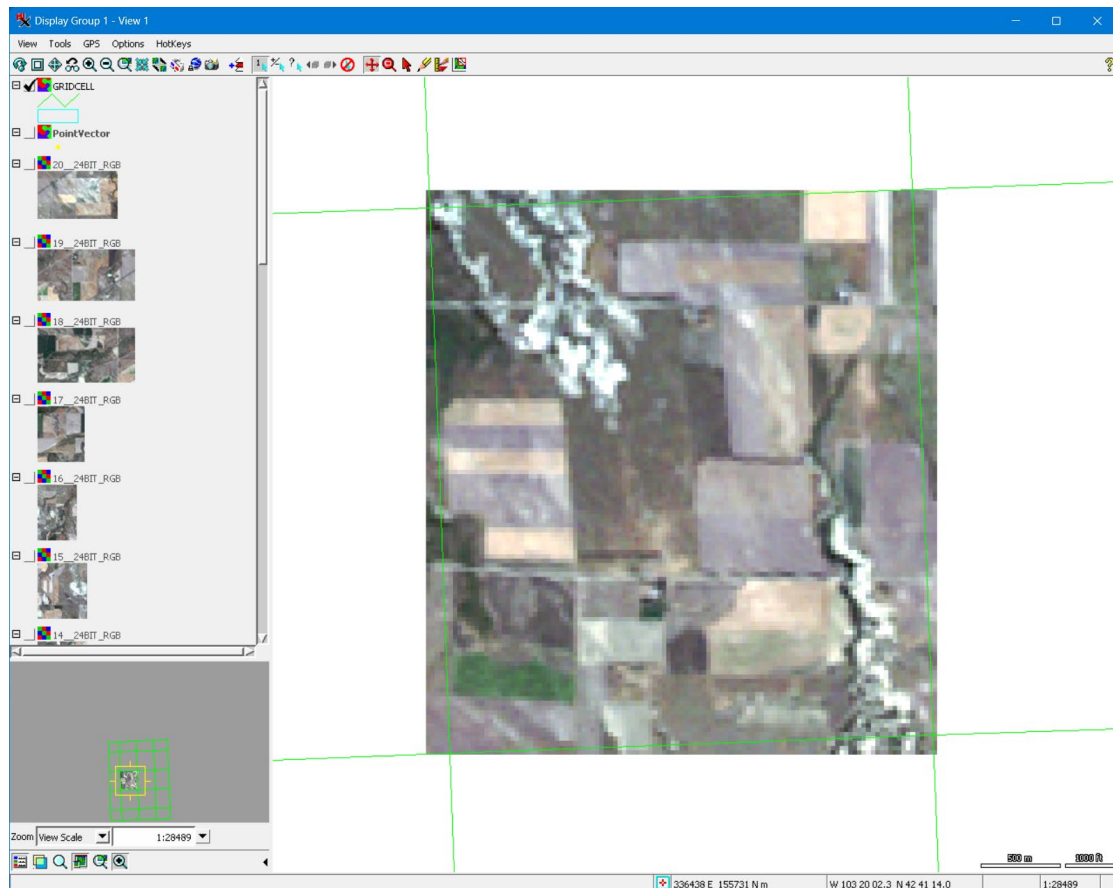 Display Group 1 - View 1
View Tools GPS Options HotKeys
GRIDCELL
PointVector
20__24BIT_RGB
19__24BIT_RGB
18__24BIT_RGB
17__24BIT_RGB
16__24BIT_RGB
15__24BIT_RGB
14__24BIT_RGB
Zoom View Scale 1:28489
500 m 1000 ft
336438 E 155731 N m W 103 20 02.3 N 42 41 14.0 1:28489